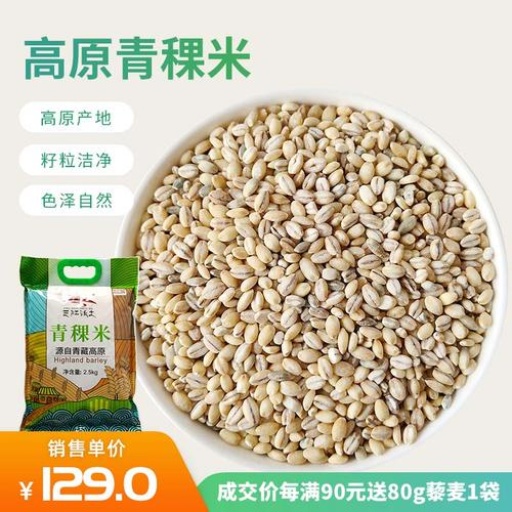 高原青稞米
高原产地
籽粒洁净
色泽自然
青稞米
源自青藏高原
Highland barley
净含量: 2.5kg
销售单价
¥129.0
成交价每满90元送80g藜麦1袋